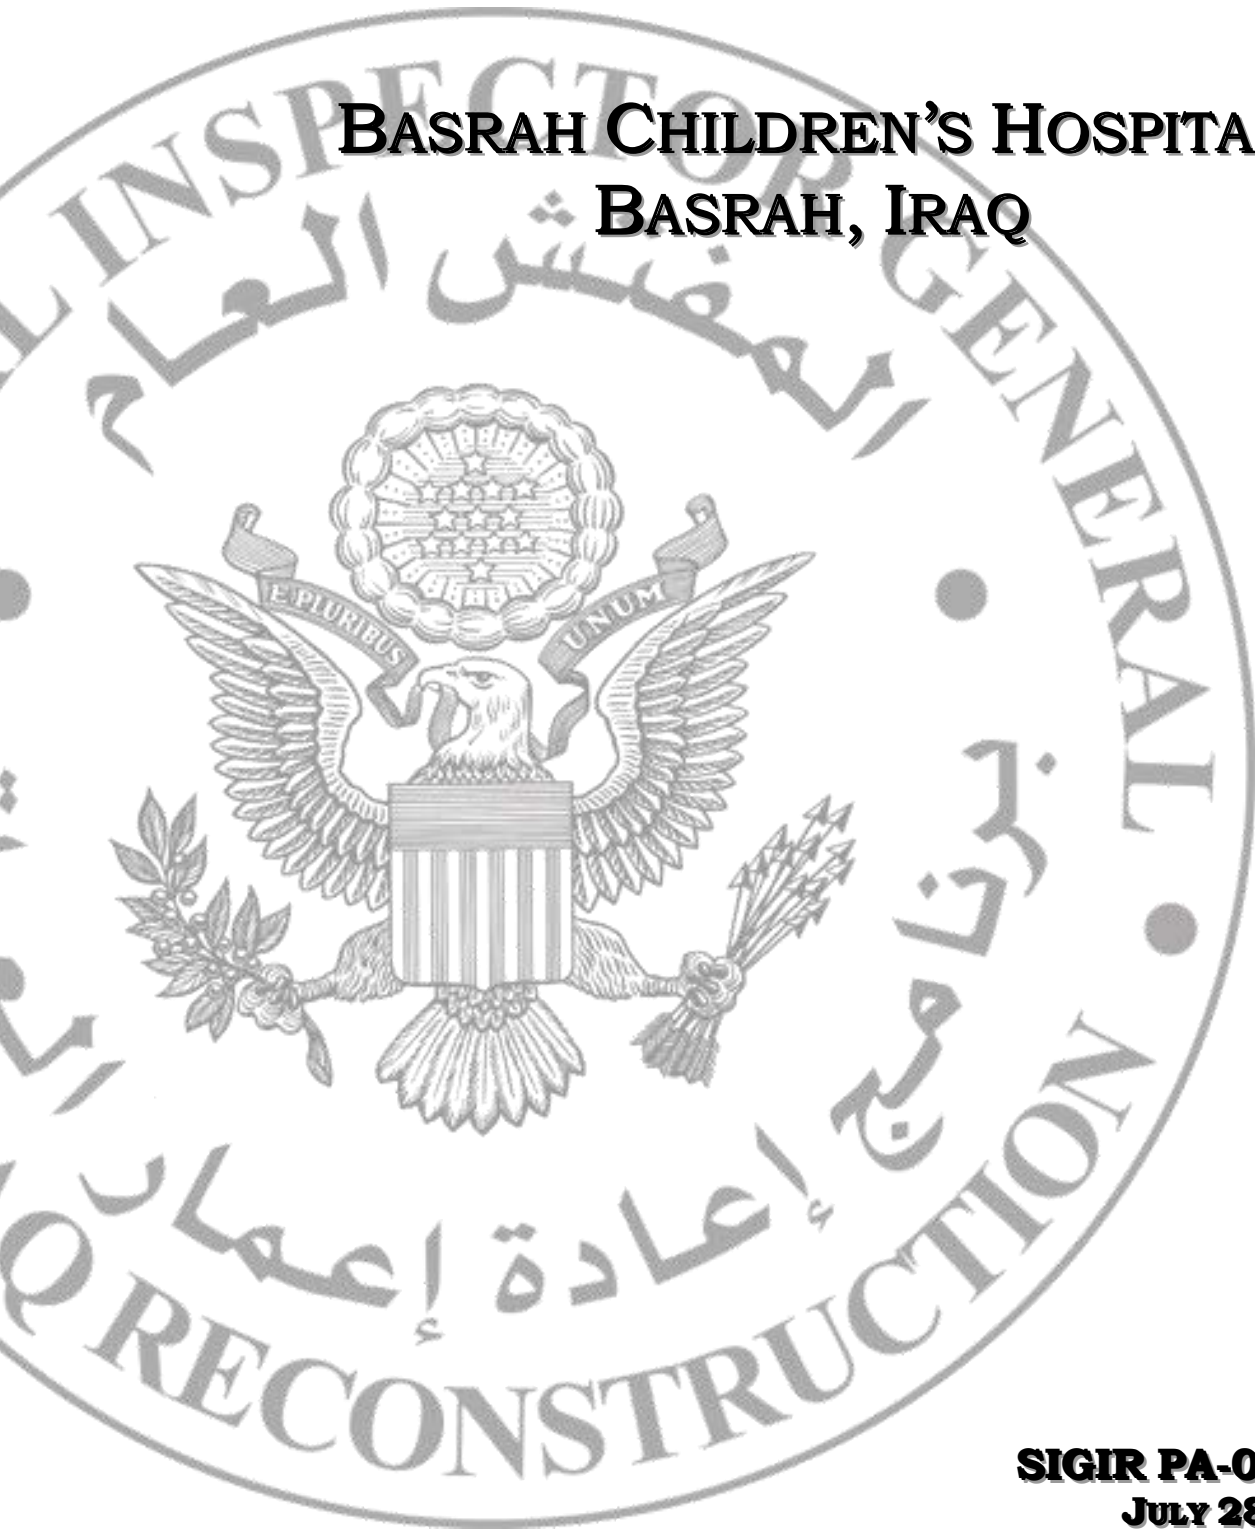 BASRAH CHILDREN'S HOSPITA
BASRAH, IRAQ
L INSPECTOR GENERAL
المفتش العام
E PLURIBUS UNUM
برنامج إعادة إعمار
Q RECONSTRUCTION
SIGIR PA-0
JULY 28